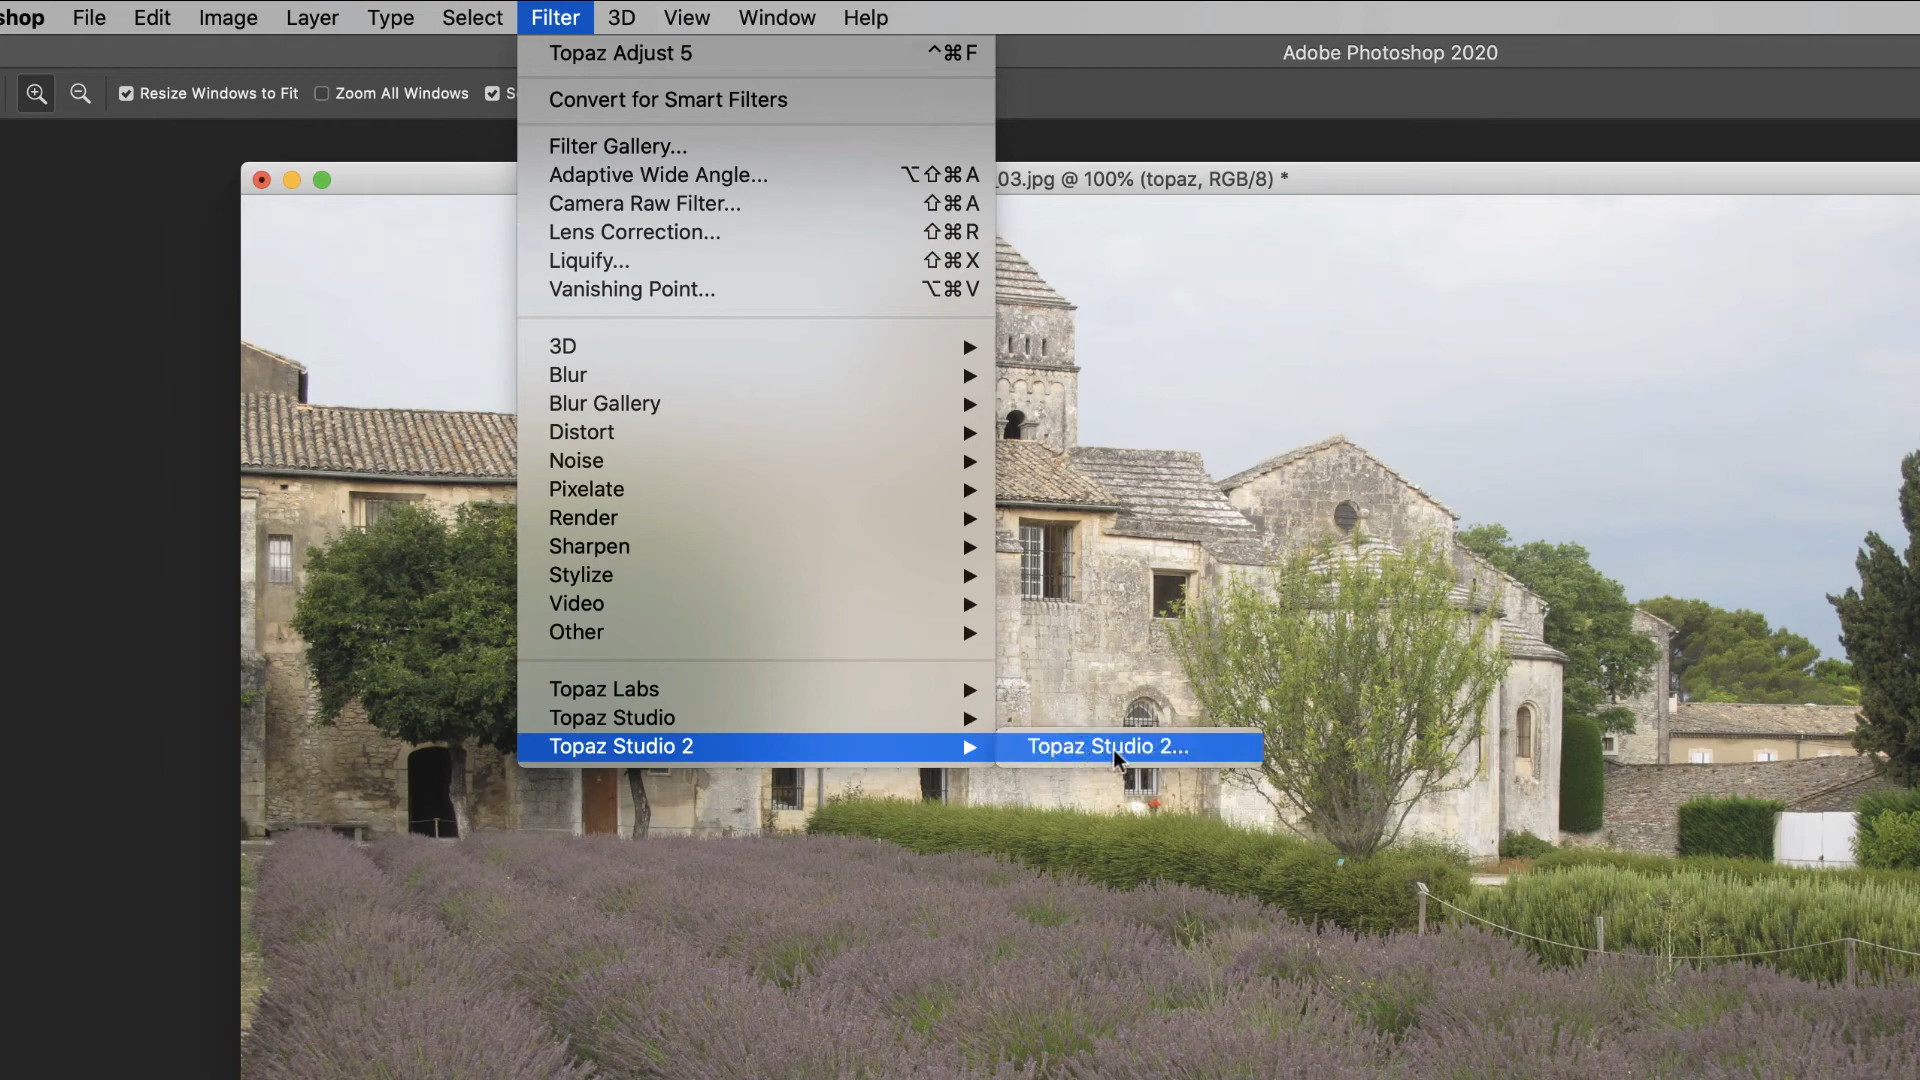 shop File Edit Image Layer Type Select Filter 3D View Window Help
Topaz Adjust 5 ^⌘F
Adobe Photoshop 2020
Resize Windows to Fit Zoom All Windows S
Convert for Smart Filters
Filter Gallery...
Adaptive Wide Angle... ⌥⇧⌘A
03.jpg @ 100% (topaz, RGB/8) *
Camera Raw Filter... ⇧⌘A
Lens Correction... ⇧⌘R
Liquify... ⇧⌘X
Vanishing Point... ⌥⌘V
3D
Blur
Blur Gallery
Distort
Noise
Pixelate
Render
Sharpen
Stylize
Video
Other
Topaz Labs
Topaz Studio
Topaz Studio 2
Topaz Studio 2...